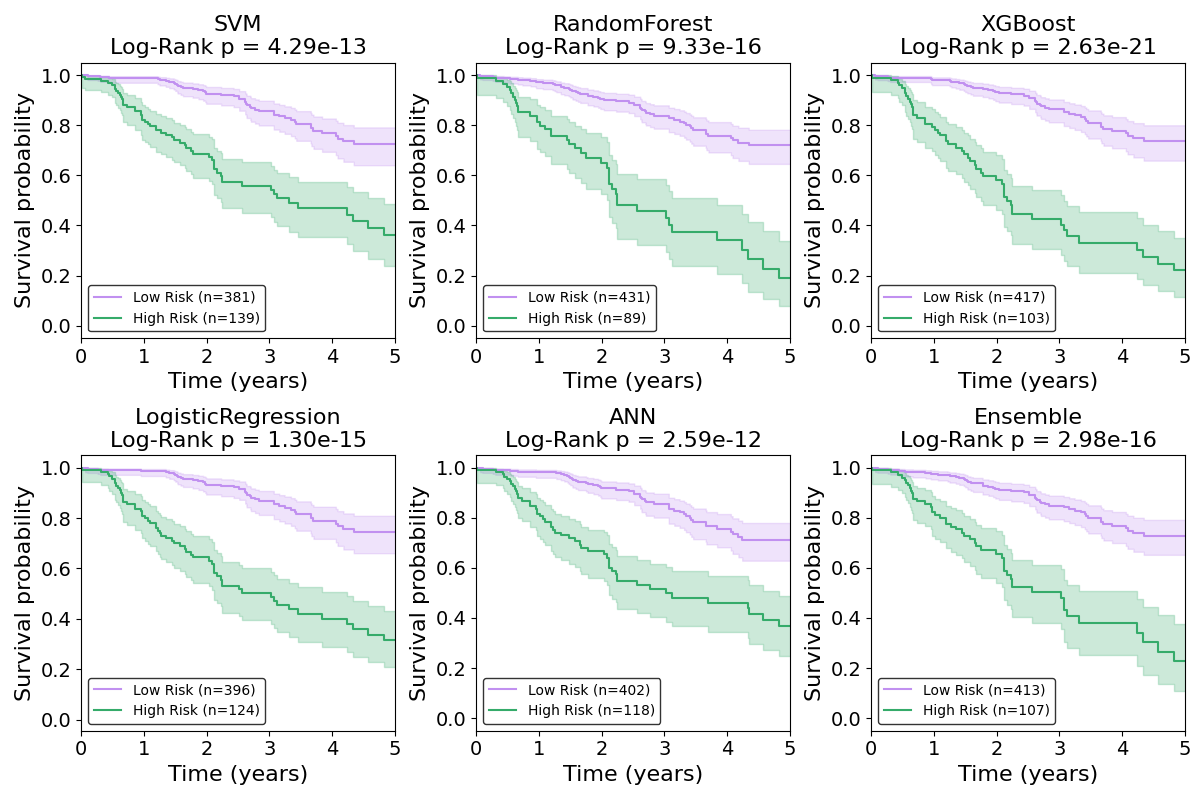 SVM
Log-Rank p = 4.29e-13
Survival probability
1.0
0.8
0.6
0.4
0.2
0.0
Low Risk (n=381)
High Risk (n=139)
0 1 2 3 4 5
Time (years)
RandomForest
Log-Rank p = 9.33e-16
Survival probability
1.0
0.8
0.6
0.4
0.2
0.0
Low Risk (n=431)
High Risk (n=89)
0 1 2 3 4 5
Time (years)
XGBoost
Log-Rank p = 2.63e-21
Survival probability
1.0
0.8
0.6
0.4
0.2
0.0
Low Risk (n=417)
High Risk (n=103)
0 1 2 3 4 5
Time (years)
LogisticRegression
Log-Rank p = 1.30e-15
Survival probability
1.0
0.8
0.6
0.4
0.2
0.0
Low Risk (n=396)
High Risk (n=124)
0 1 2 3 4 5
Time (years)
ANN
Log-Rank p = 2.59e-12
Survival probability
1.0
0.8
0.6
0.4
0.2
0.0
Low Risk (n=402)
High Risk (n=118)
0 1 2 3 4 5
Time (years)
Ensemble
Log-Rank p = 2.98e-16
Survival probability
1.0
0.8
0.6
0.4
0.2
0.0
Low Risk (n=413)
High Risk (n=107)
0 1 2 3 4 5
Time (years)